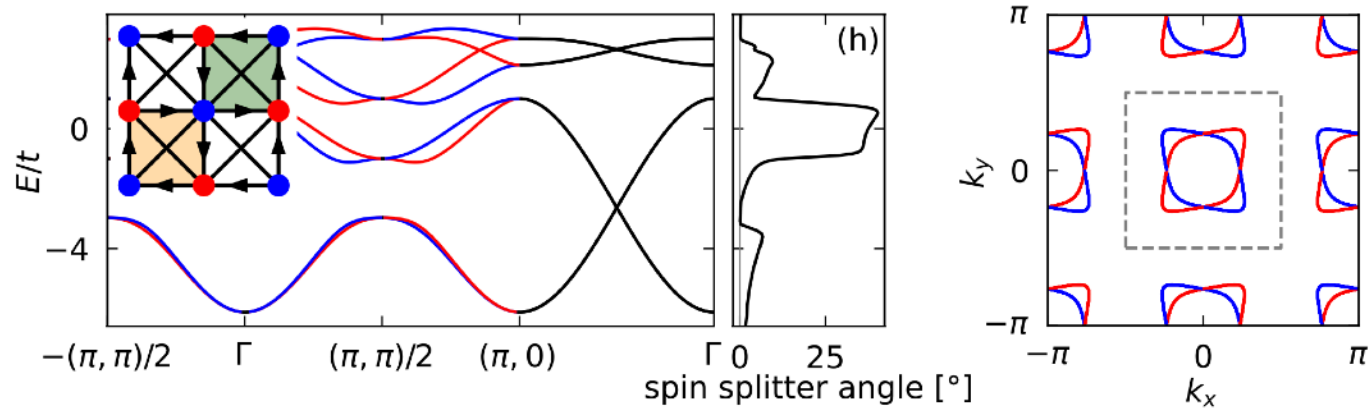 0
−4
E/t
−(π, π)/2
Γ
(π, π)/2
(π, 0)
Γ
(h)
0
25
spin splitter angle [°]
π
0
−π
k_y
−π
0
π
k_x